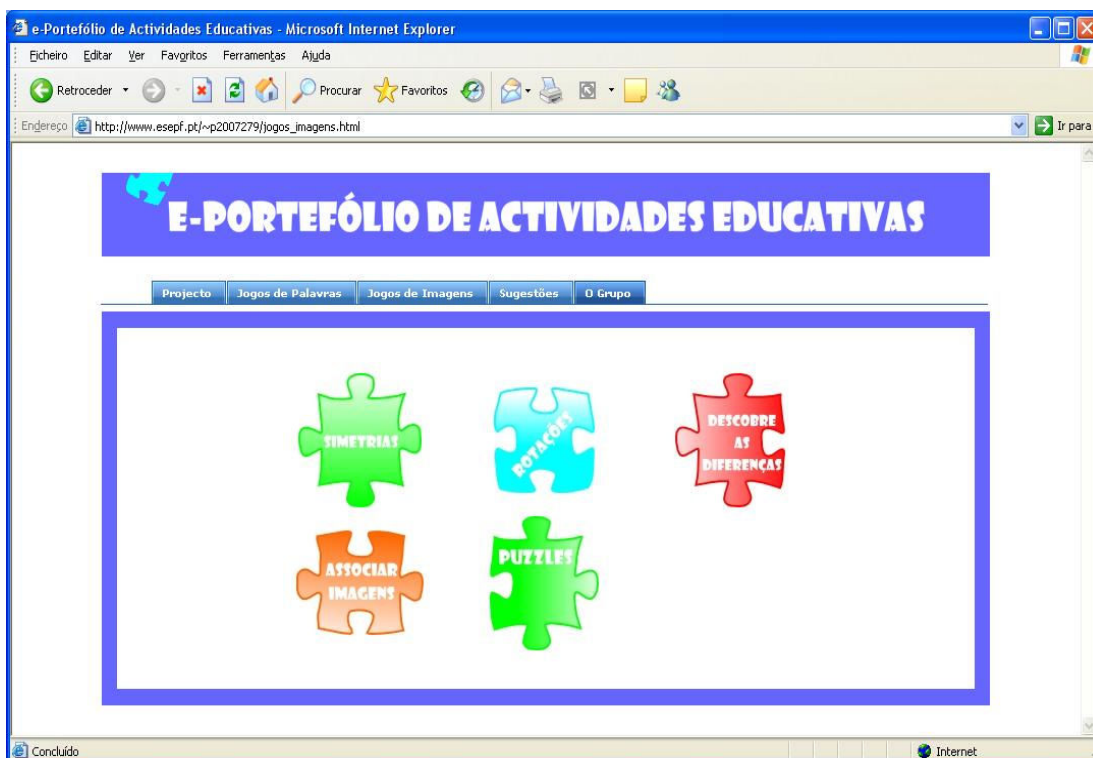 e-Portefólio de Actividades Educativas - Microsoft Internet Explorer
Ficheiro Editar Ver Favoritos Ferramentas Ajuda
Retroceder Procurar Favoritos
Endereço http://www.esepf.pt/~p2007279/jogos_imagens.html Ir para
E-PORTEFÓLIO DE ACTIVIDADES EDUCATIVAS
Projecto Jogos de Palavras Jogos de Imagens Sugestões O Grupo
SIMETRIAS
ROTAÇÕES
DESCOBRE
AS
DIFERENÇAS
ASSOCIAR
IMAGENS
PUZZLES
Concluído Internet